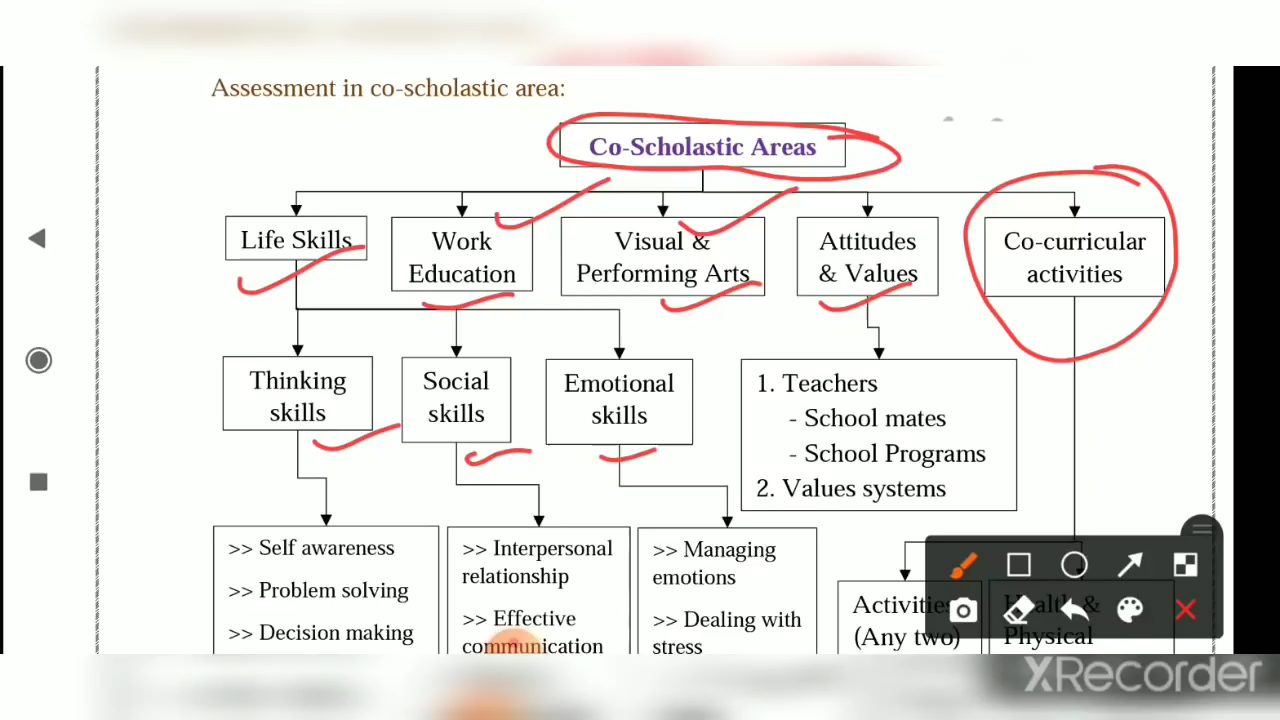 Assessment in co-scholastic area:
Co-Scholastic Areas
Life Skills
Work
Education
Visual &
Performing Arts
Attitudes
& Values
Co-curricular
activities
Thinking
skills
Social
skills
Emotional
skills
1. Teachers
- School mates
- School Programs
2. Values systems
>> Self awareness
>> Problem solving
>> Decision making
>> Interpersonal
relationship
>> Effective
communication
>> Managing
emotions
>> Dealing with
stress
Activities
(Any two)
Health &
Physical
XRecorder